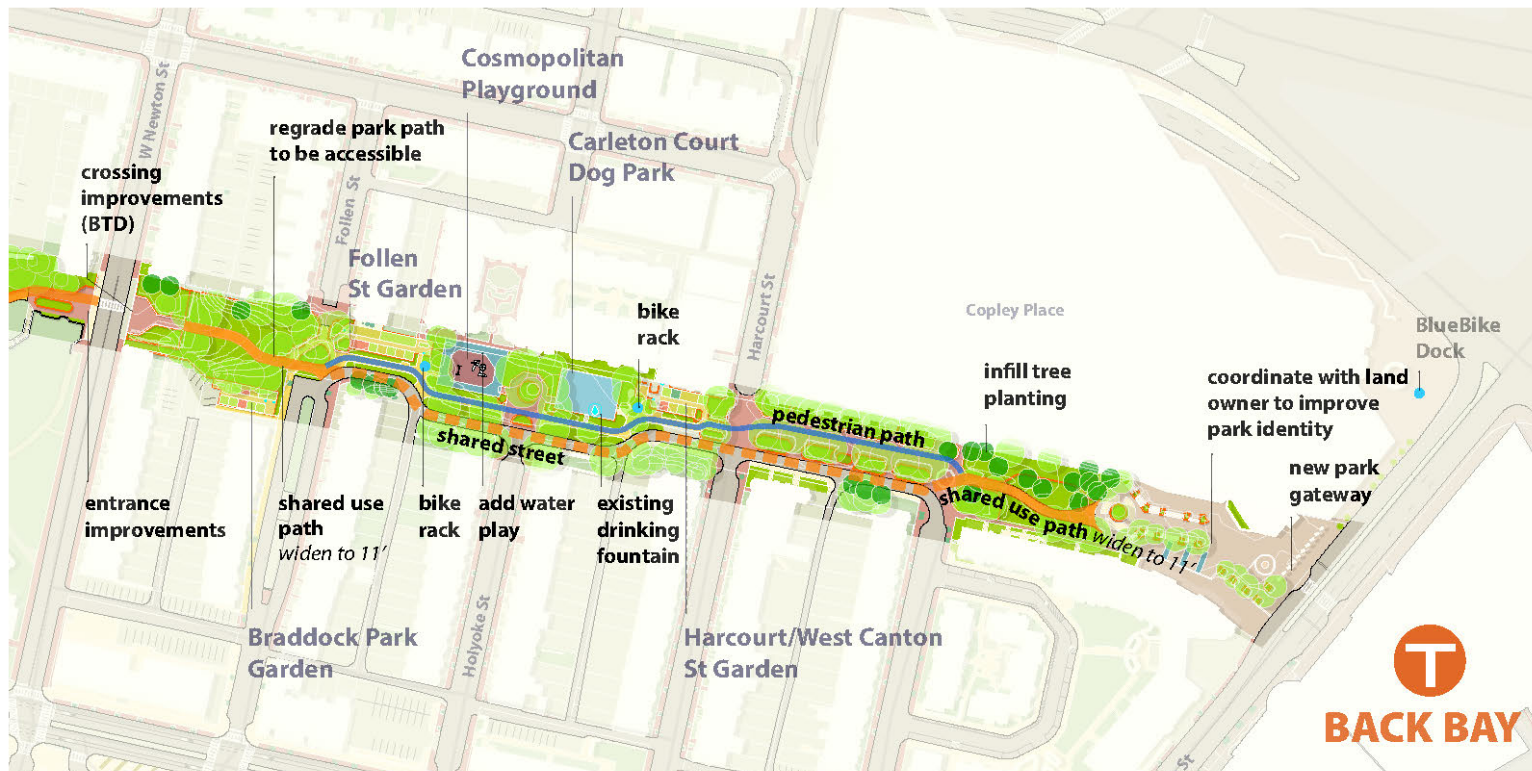 Cosmopolitan
Playground
W Newton St
regrade park path
to be accessible
Carleton Court
Dog Park
crossing
improvements
(BTD)
Follen St
Follen
St Garden
Harcourt St
bike
rack
Copley Place
BlueBike
Dock
infill tree
planting
coordinate with land
owner to improve
park identity
pedestrian path
shared street
new park
gateway
entrance
improvements
shared use
path
widen to 11’
bike
rack
add water
play
existing
drinking
fountain
shared use path widen to 11’
Braddock Park
Garden
Holyoke St
Harcourt/West Canton
St Garden
T
BACK BAY
St